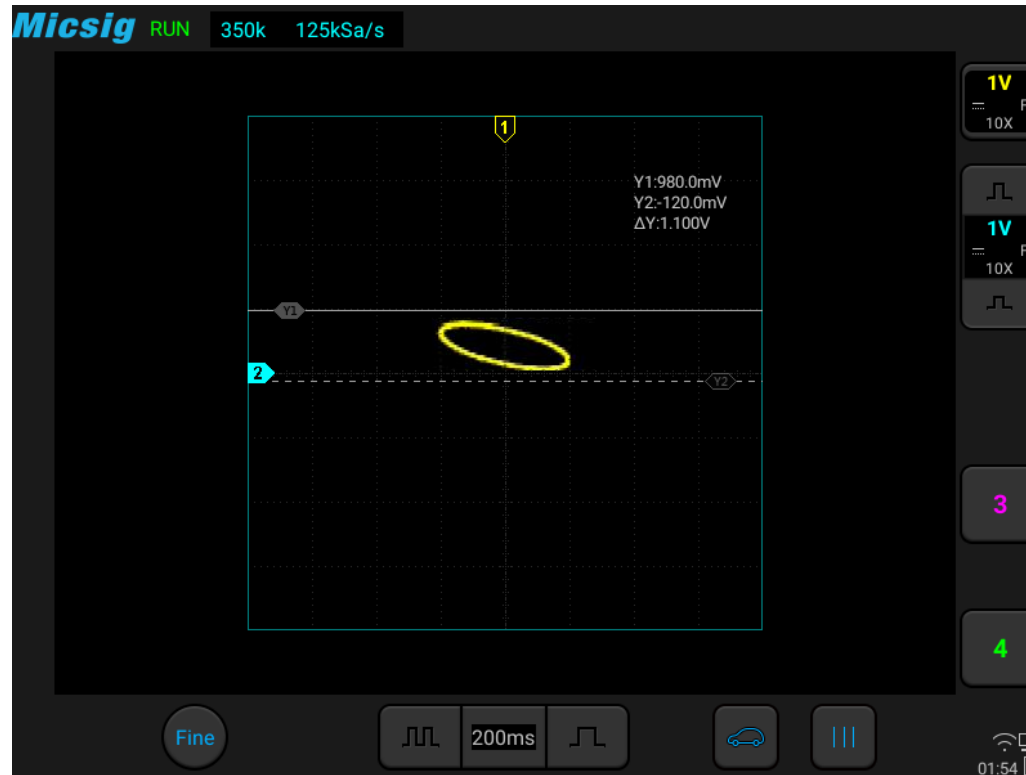 Micsig RUN 350k 125kSa/s
1V
F
10X
1
Y1:980.0mV
Y2:-120.0mV
ΔY:1.100V
1V
F
10X
Y1
2
Y2
3
4
Fine
200ms
01:54